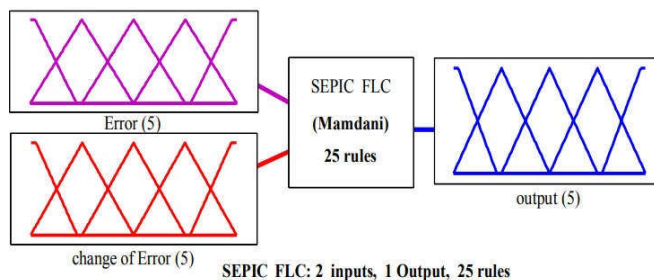 Error (5)
SEPIC FLC
(Mamdani)
25 rules
output (5)
change of Error (5)
SEPIC FLC: 2 inputs, 1 Output, 25 rules